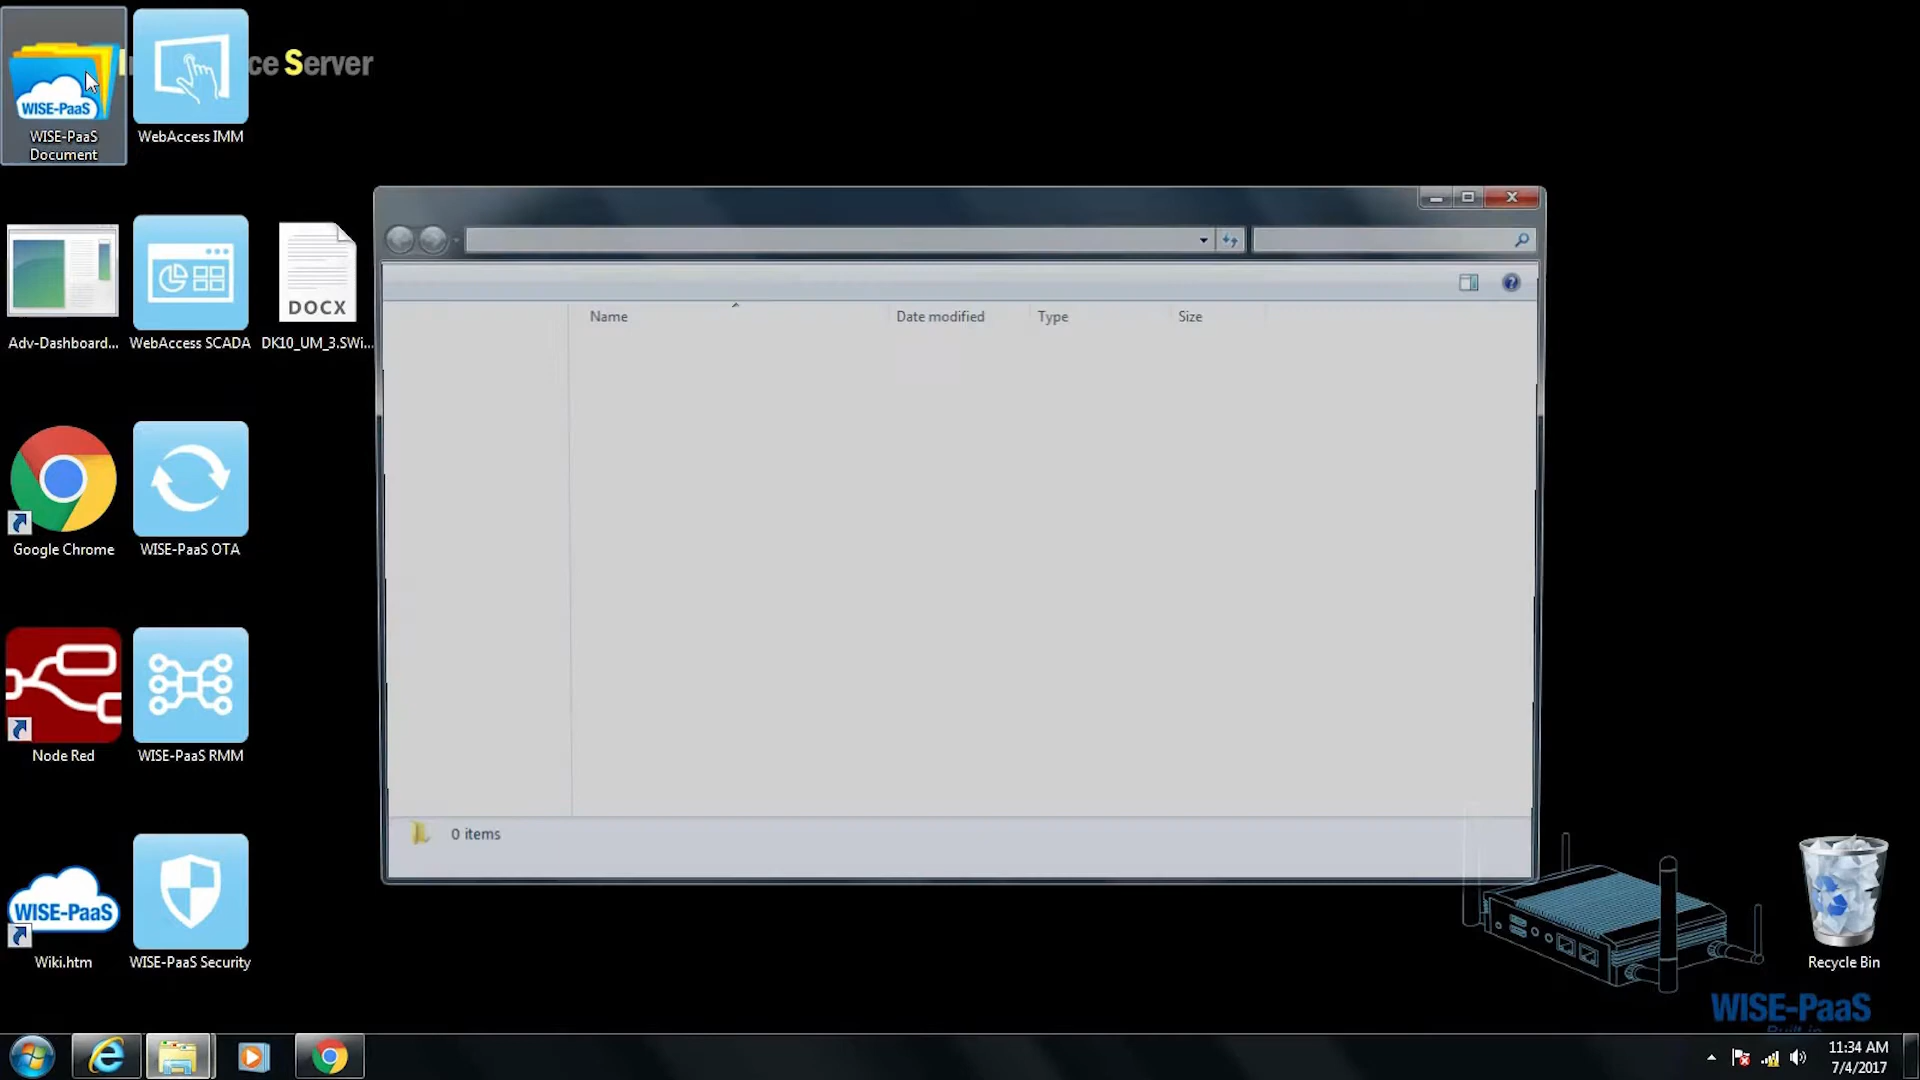 WISE-PaaS
WISE-PaaS
Document
WebAccess IMM
ce Server
Adv-Dashboard...
WebAccess SCADA
DOCX
DK10_UM_3.SWi...
Google Chrome
WISE-PaaS OTA
Node Red
WISE-PaaS RMM
WISE-PaaS
Wiki.htm
WISE-PaaS Security
Name
Date modified
Type
Size
0 items
Recycle Bin
WISE-PaaS
11:34 AM
7/4/2017